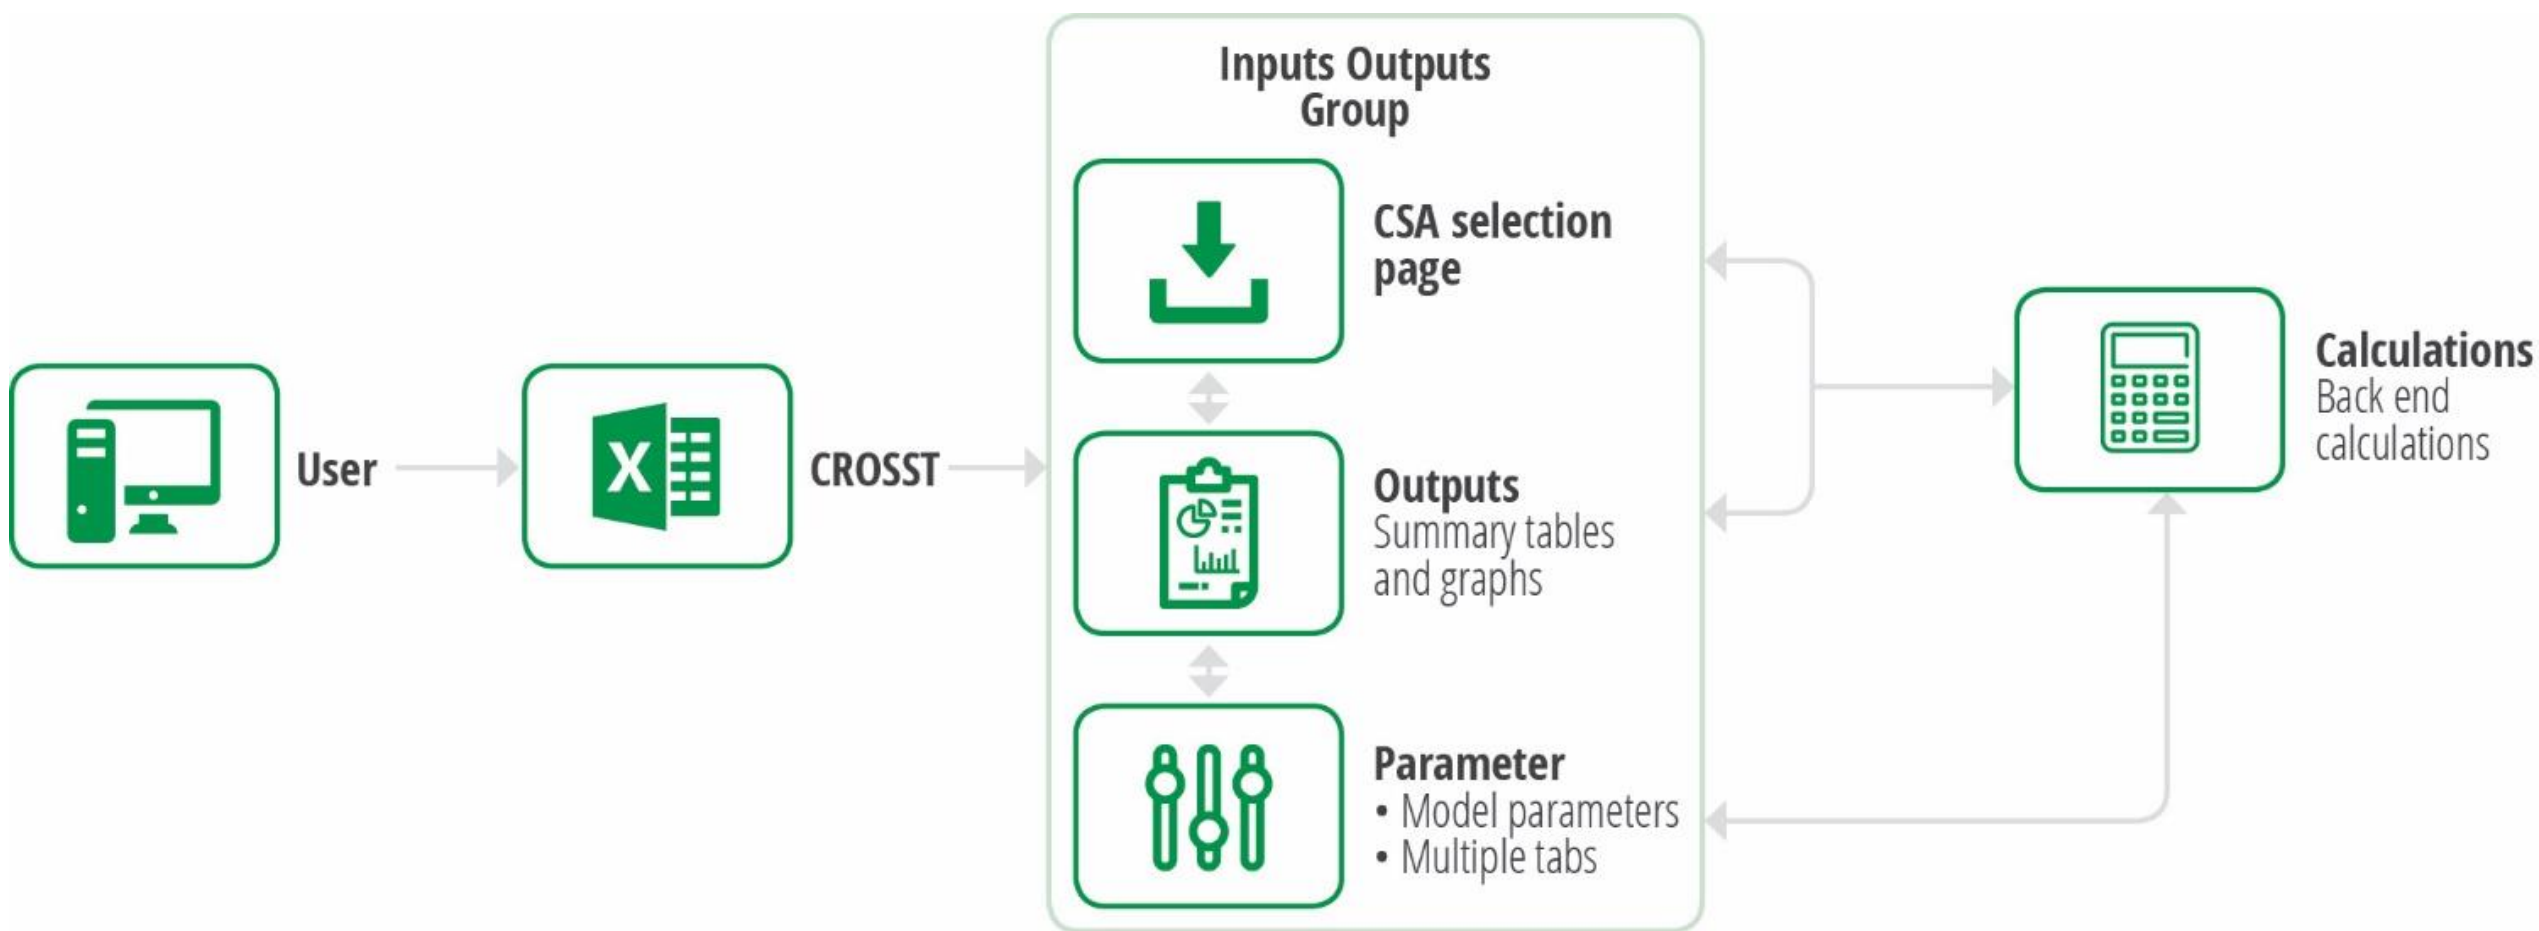 Inputs Outputs
Group
CSA selection
page
User
X
CROSST
Outputs
Summary tables
and graphs
Parameter
• Model parameters
• Multiple tabs
Calculations
Back end
calculations